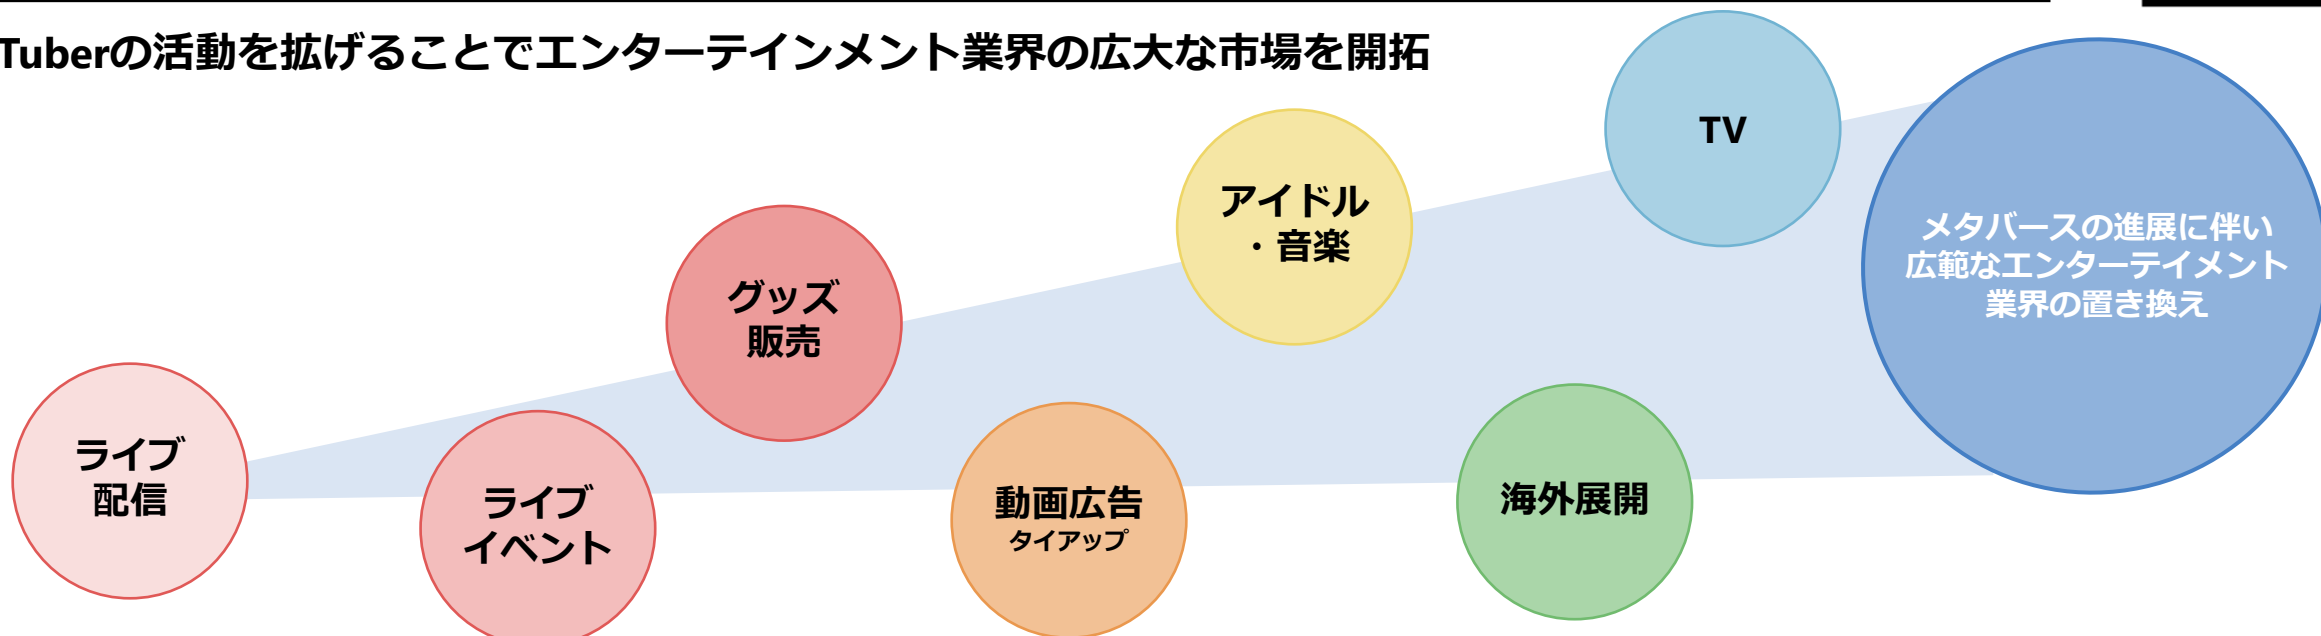 Tuberの活動を拡げることでエンターテインメント業界の広大な市場を開拓
ライブ
配信
ライブ
イベント
グッズ
販売
動画広告
タイアップ
アイドル
・音楽
海外展開
TV
メタバースの進展に伴い
広範なエンターテイメント
業界の置き換え